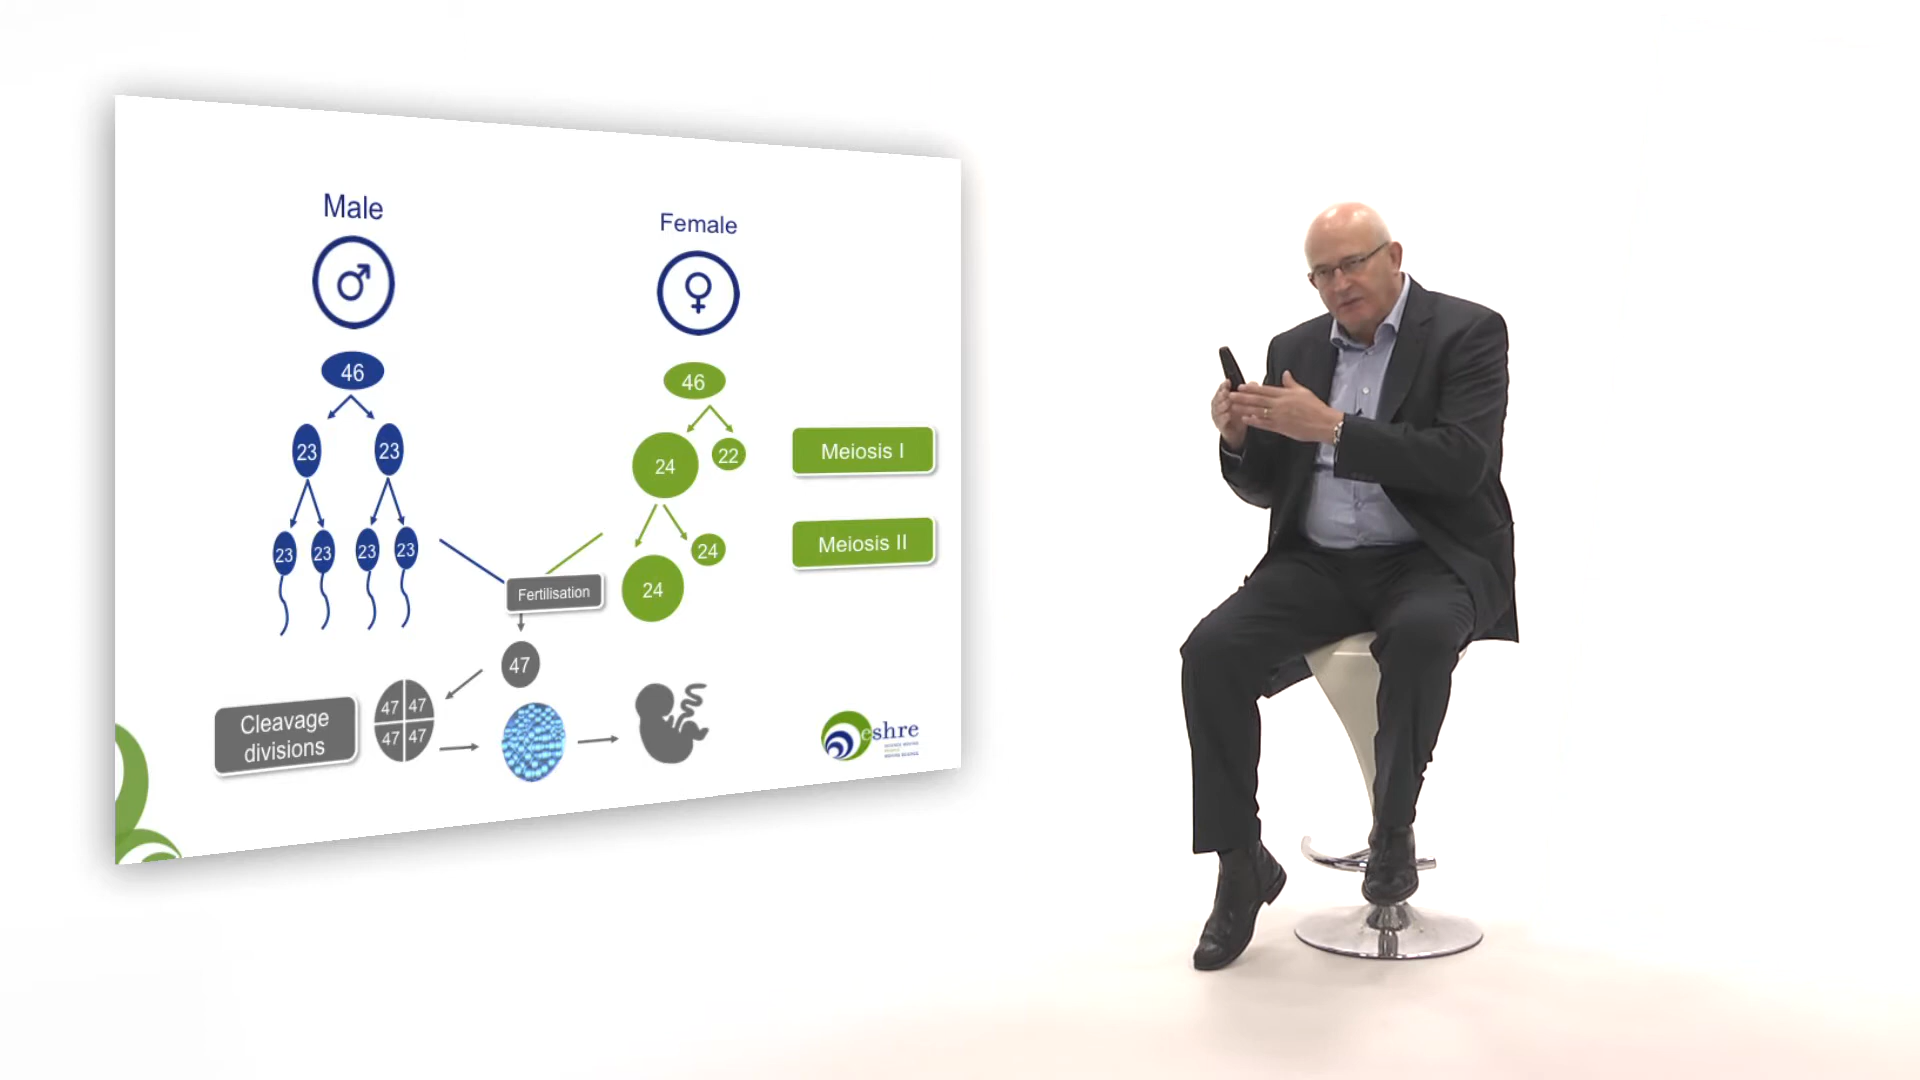 Male
Female
46
46
23
23
24
22
Meiosis I
23
23
23
23
24
24
Meiosis II
Fertilisation
47
Cleavage
divisions
47
47
47
47
eshre